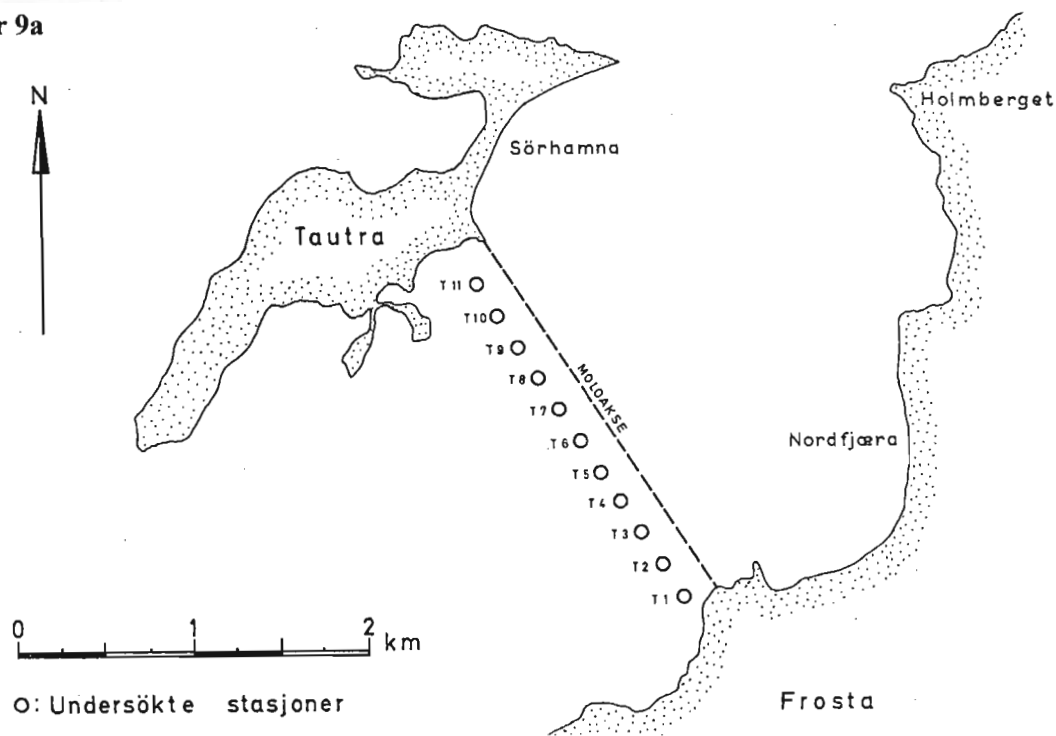 r 9a
N
Holmberget
Sörhamna
Tautra
T11
T10
T9
T8
MOLOAKSE
T7
T6
Nordfjæra
T5
T4
T3
T2
T1
0 1 2 km
O: Undersökte stasjoner
Frosta